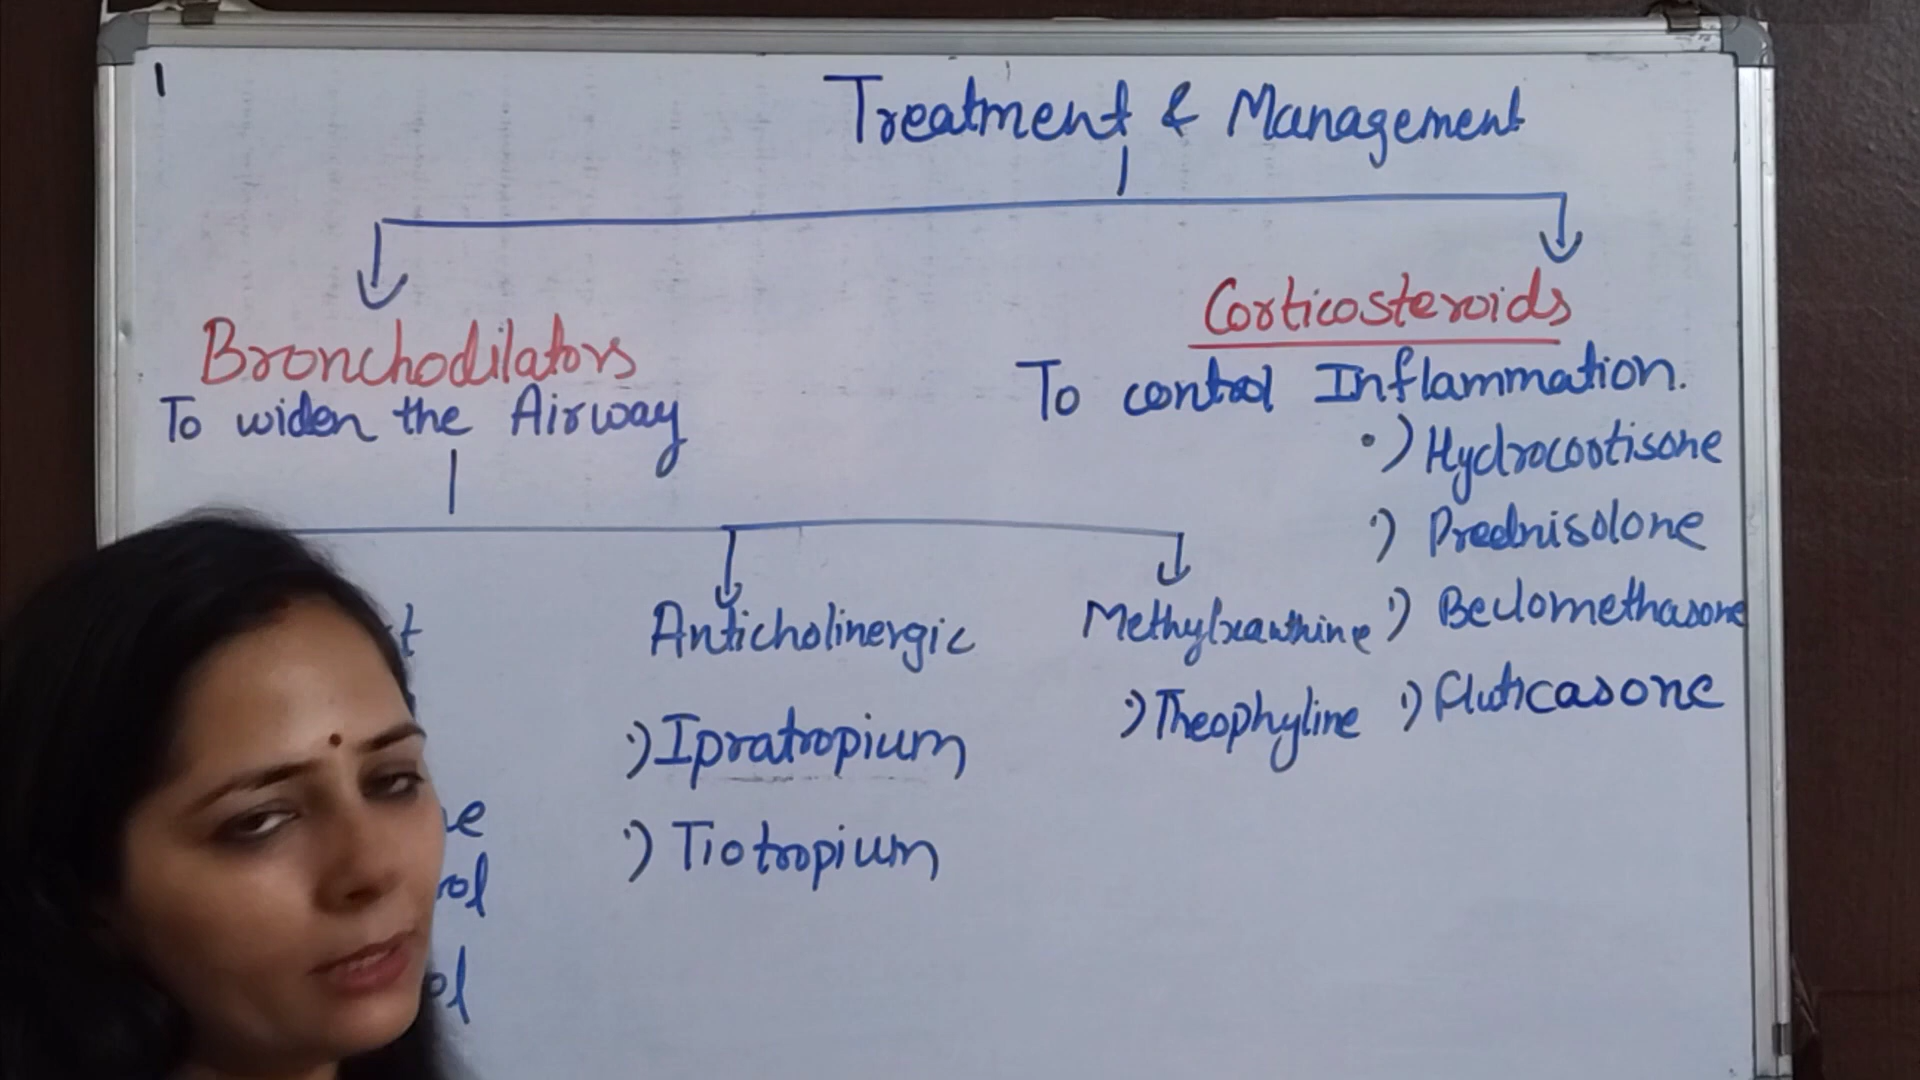 Treatment & Management
Bronchodilators
To widen the Airway
Anticholinergic
Ipratropium
Tiotropium
Methylxanthine
Theophyline
Corticosteroids
To control Inflammation.
Hydrocortisone
Prednisolone
Beclomethasone
Fluticasone